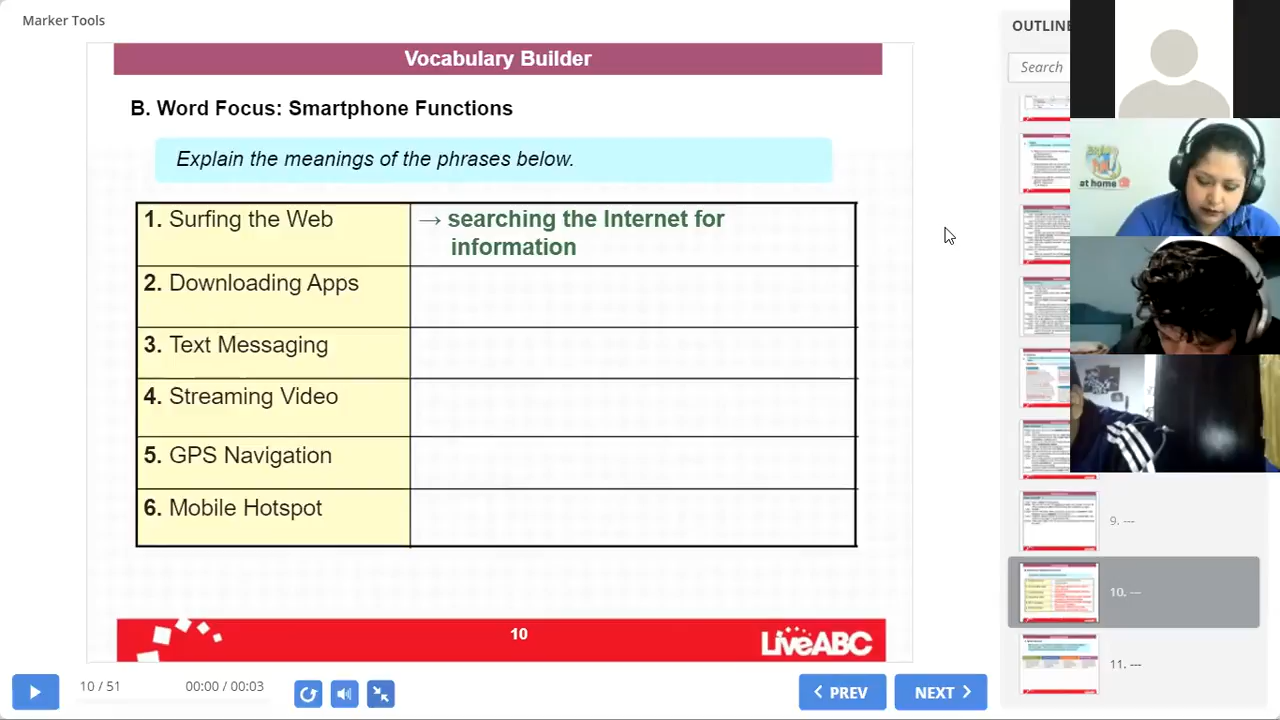 Marker Tools
OUTLINE
Search
Vocabulary Builder
B. Word Focus: Smartphone Functions
Explain the meanings of the phrases below.
1. Surfing the Web
→ searching the Internet for
information
2. Downloading Apps
3. Text Messaging
4. Streaming Video
5. GPS Navigation
6. Mobile Hotspot
10
LiveABC
at home
9. ---
10. ---
11. ---
10 / 51
00:00 / 00:03
PREV
NEXT